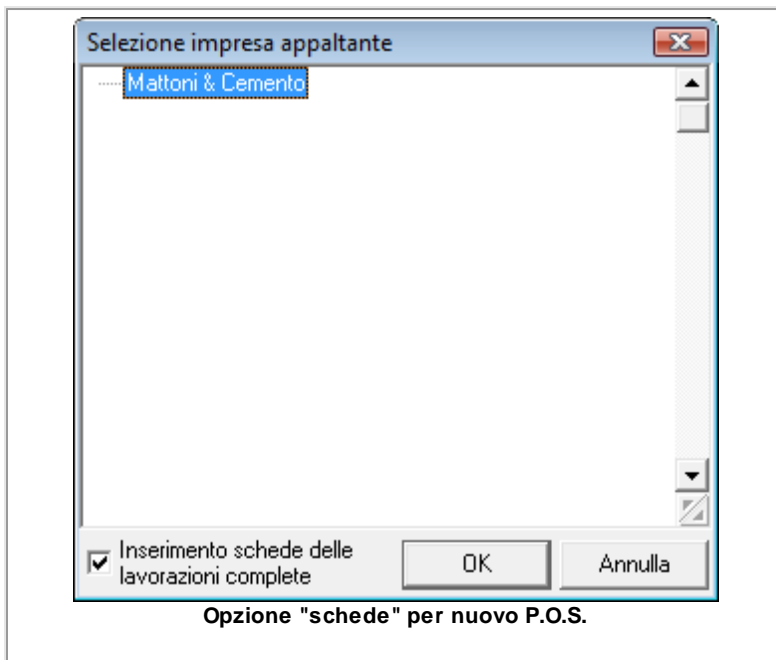 Selezione impresa appaltante
Mattoni & Cemento
Inserimento schede delle
lavorazioni complete
OK
Annulla
Opzione "schede" per nuovo P.O.S.